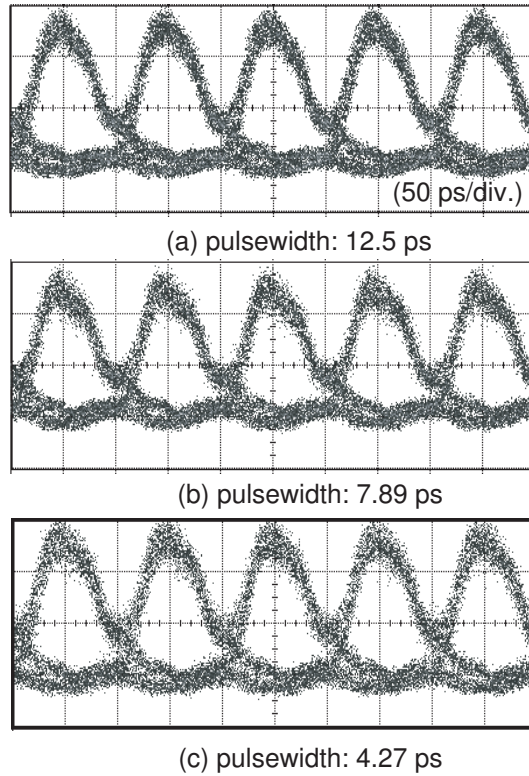 (50 ps/div.)
(a) pulsewidth: 12.5 ps
(b) pulsewidth: 7.89 ps
(c) pulsewidth: 4.27 ps